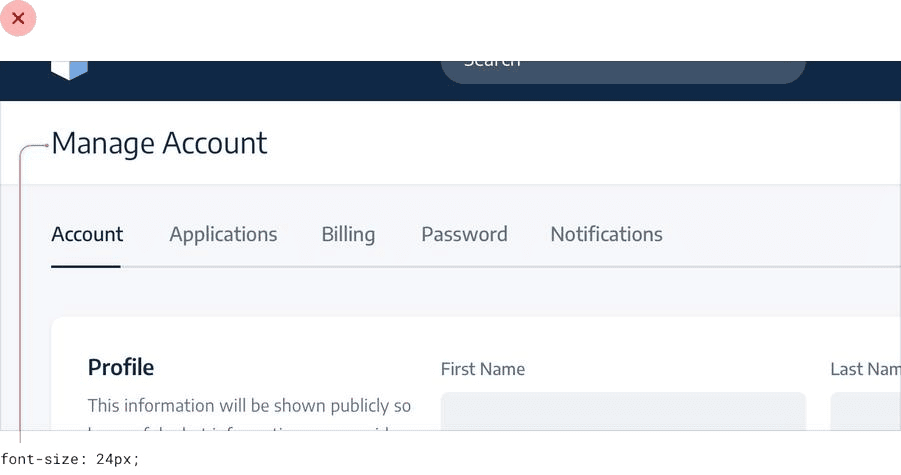 Search
Manage Account
Account Applications Billing Password Notifications
Profile
First Name
Last Nam
This information will be shown publicly so
font-size: 24px;